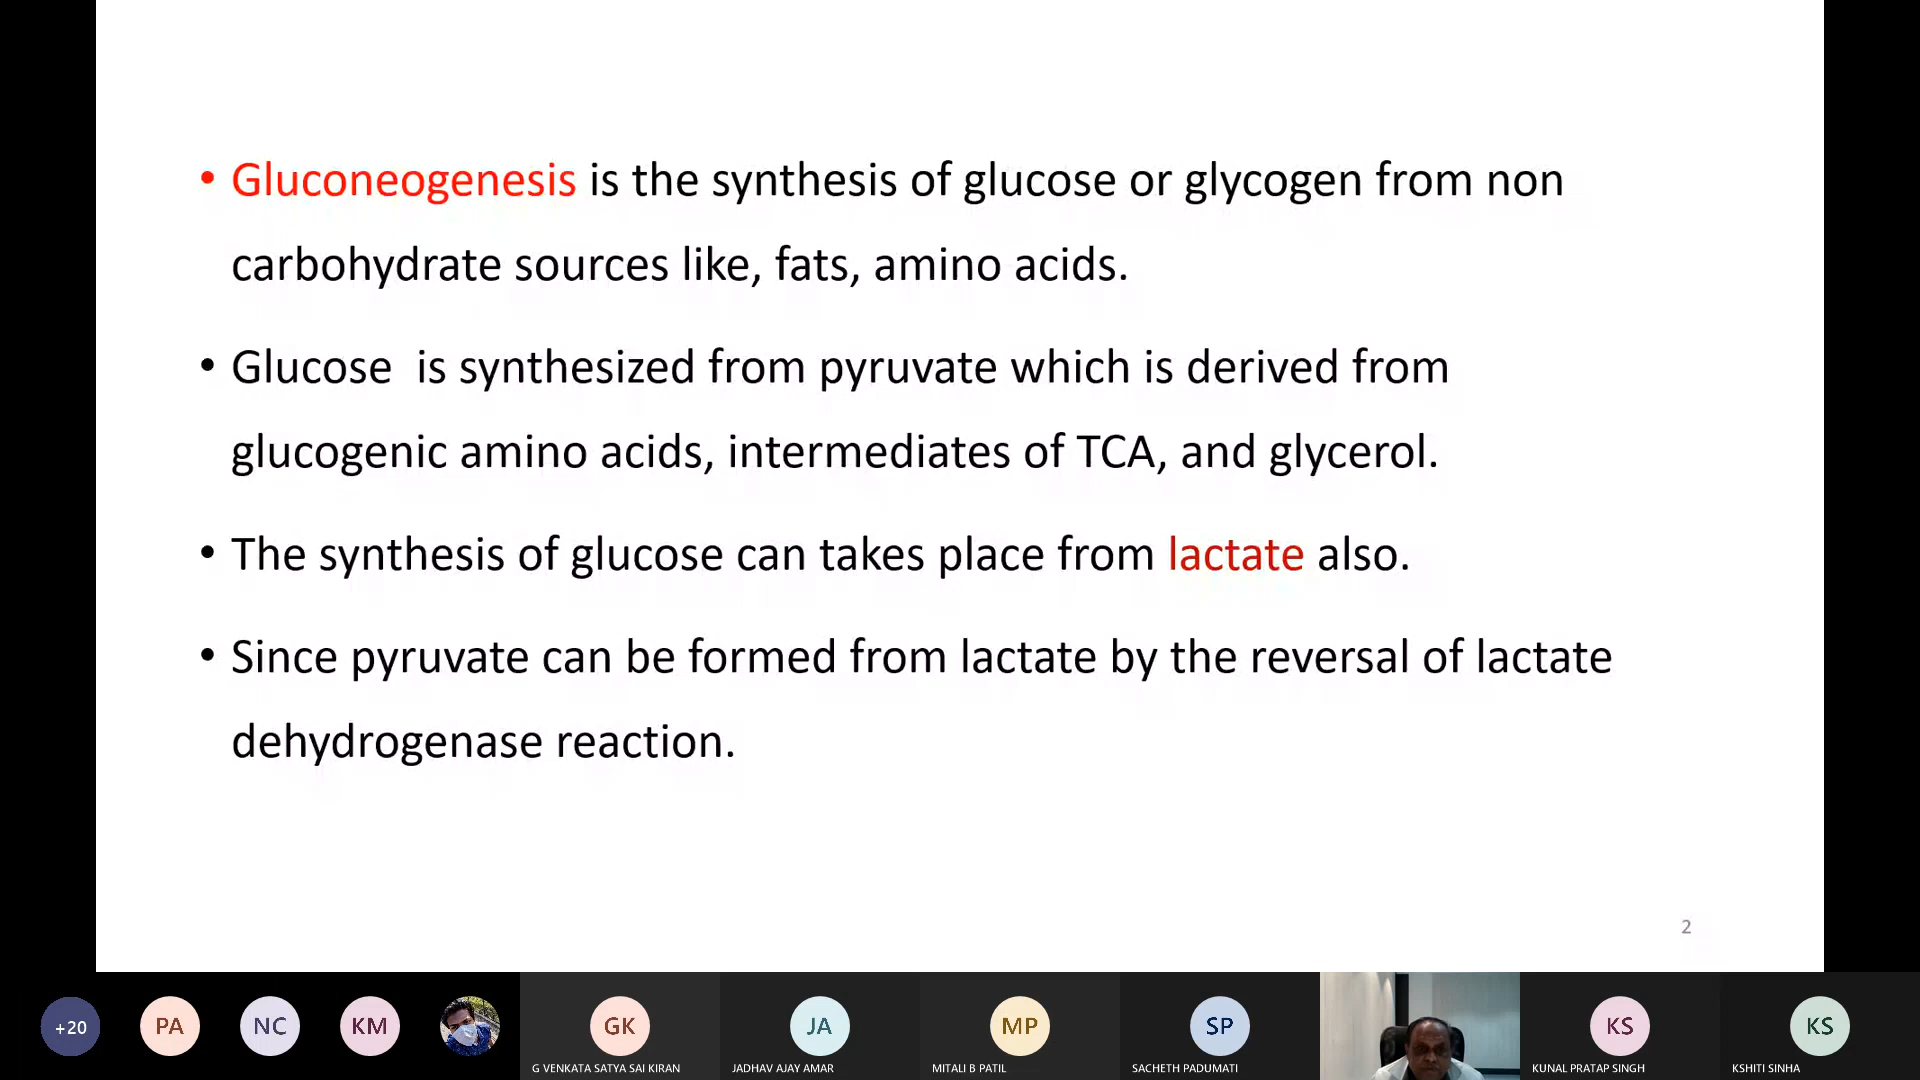 • Gluconeogenesis is the synthesis of glucose or glycogen from non
carbohydrate sources like, fats, amino acids.
• Glucose  is synthesized from pyruvate which is derived from
glucogenic amino acids, intermediates of TCA, and glycerol.
• The synthesis of glucose can takes place from lactate also.
• Since pyruvate can be formed from lactate by the reversal of lactate
dehydrogenase reaction.
2
+20
PA
NC
KM
GK
JA
MP
SP
KS
KS
G VENKATA SATYA SAI KIRAN
JADHAV AJAY AMAR
MITALI B PATIL
SACHETH PADUMATI
KUNAL PRATAP SINGH
KSHITI SINHA